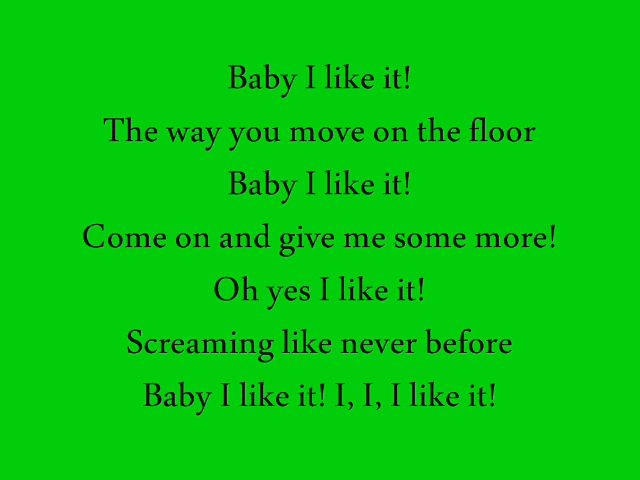 Baby I like it!
The way you move on the floor
Baby I like it!
Come on and give me some more!
Oh yes I like it!
Screaming like never before
Baby I like it! I, I, I like it!